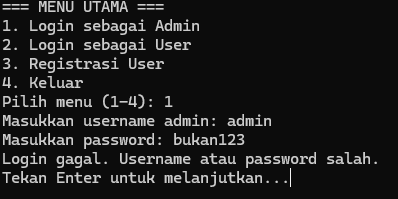 === MENU UTAMA ===
1. Login sebagai Admin
2. Login sebagai User
3. Registrasi User
4. Keluar
Pilih menu (1-4): 1
Masukkan username admin: admin
Masukkan password: bukan123
Login gagal. Username atau password salah.
Tekan Enter untuk melanjutkan...